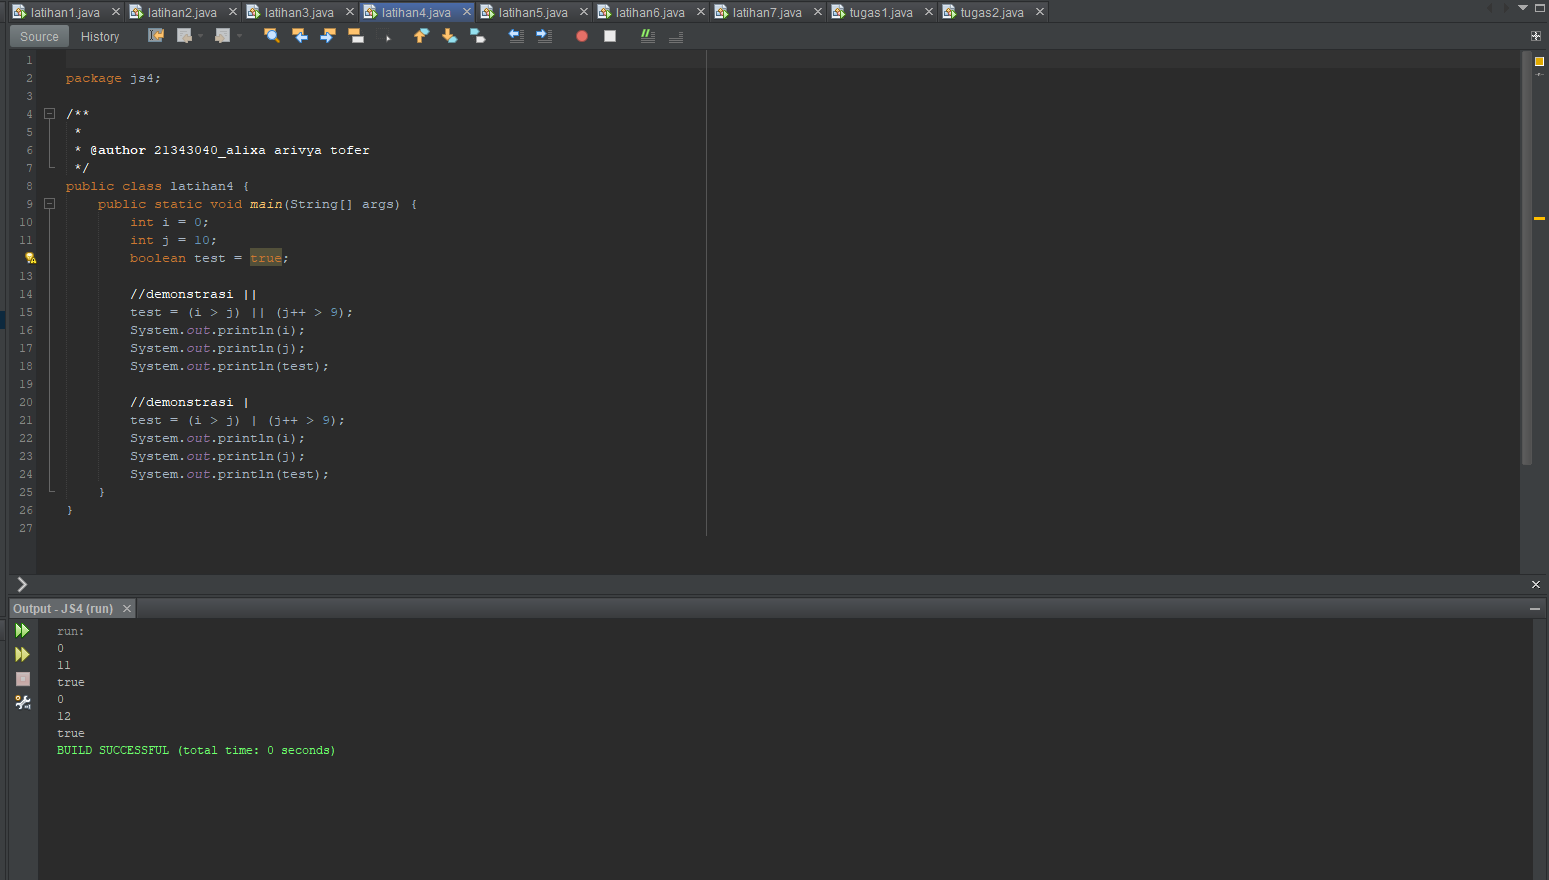 latihan1.java latihan2.java latihan3.java latihan4.java latihan5.java latihan6.java latihan7.java tugas1.java tugas2.java
Source History
1
2 package js4;
3
4 /**
5 *
6 * @author 21343040_alixa arivya tofer
7 */
8 public class latihan4 {
9 public static void main(String[] args) {
10 int i = 0;
11 int j = 10;
boolean test = true;
13
14 //demonstrasi ||
15 test = (i > j) || (j++ > 9);
16 System.out.println(i);
17 System.out.println(j);
18 System.out.println(test);
19
20 //demonstrasi |
21 test = (i > j) | (j++ > 9);
22 System.out.println(i);
23 System.out.println(j);
24 System.out.println(test);
25 }
26 }
27
Output - JS4 (run)
run:
0
11
true
0
12
true
BUILD SUCCESSFUL (total time: 0 seconds)